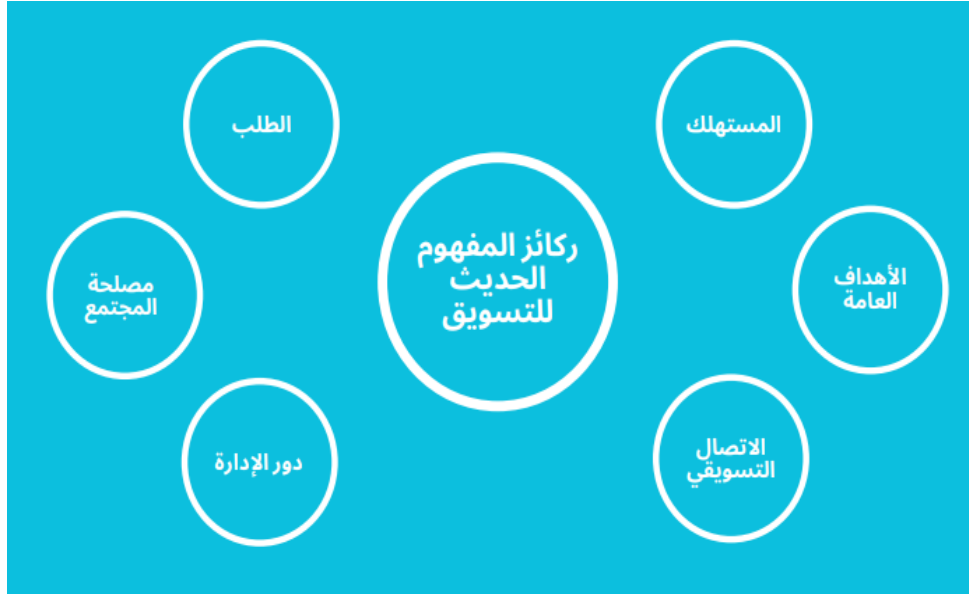 ركائز المفهوم
الحديث
للتسويق
المستهلك
الأهداف
العامة
الاتصال
التسويقي
الطلب
مصلحة
المجتمع
دور الإدارة